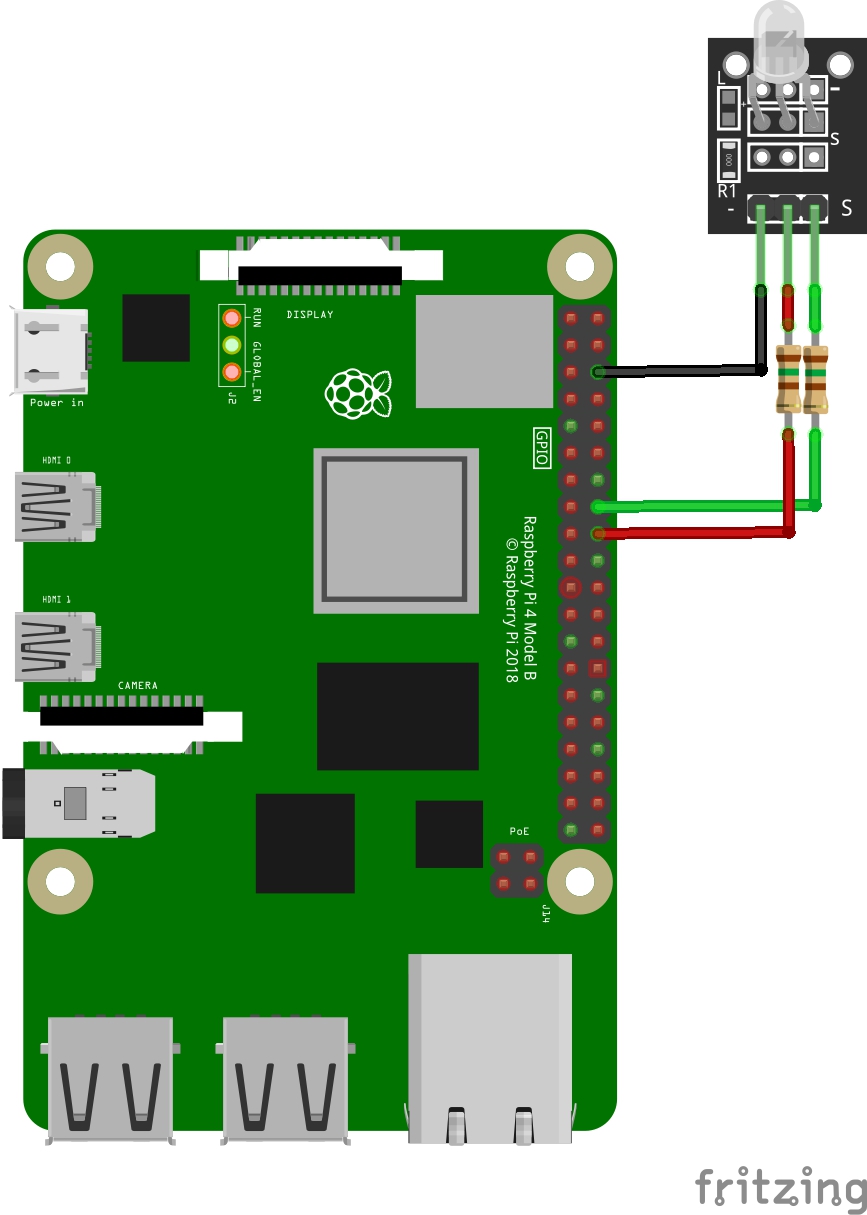 L
-
+
S
000
R1
-
S
DISPLAY
RUN
GLOBAL_EN
J2
Power in
GPIO
HDMI 0
Raspberry Pi 4 Model B
© Raspberry Pi 2018
HDMI 1
CAMERA
PoE
J14
fritzing